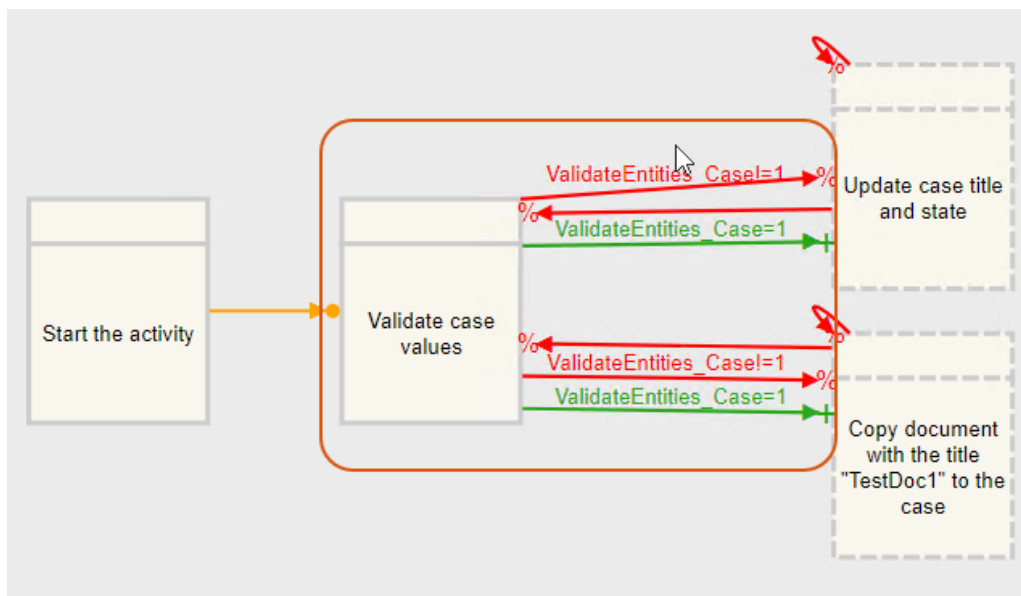 %
ValidateEntities_Case!=1 %
%
ValidateEntities_Case=1
+
Update case title
and state
Start the activity
Validate case
values
%
%
ValidateEntities_Case!=1
%
ValidateEntities_Case=1
+
Copy document
with the title
"TestDoc1" to the
case